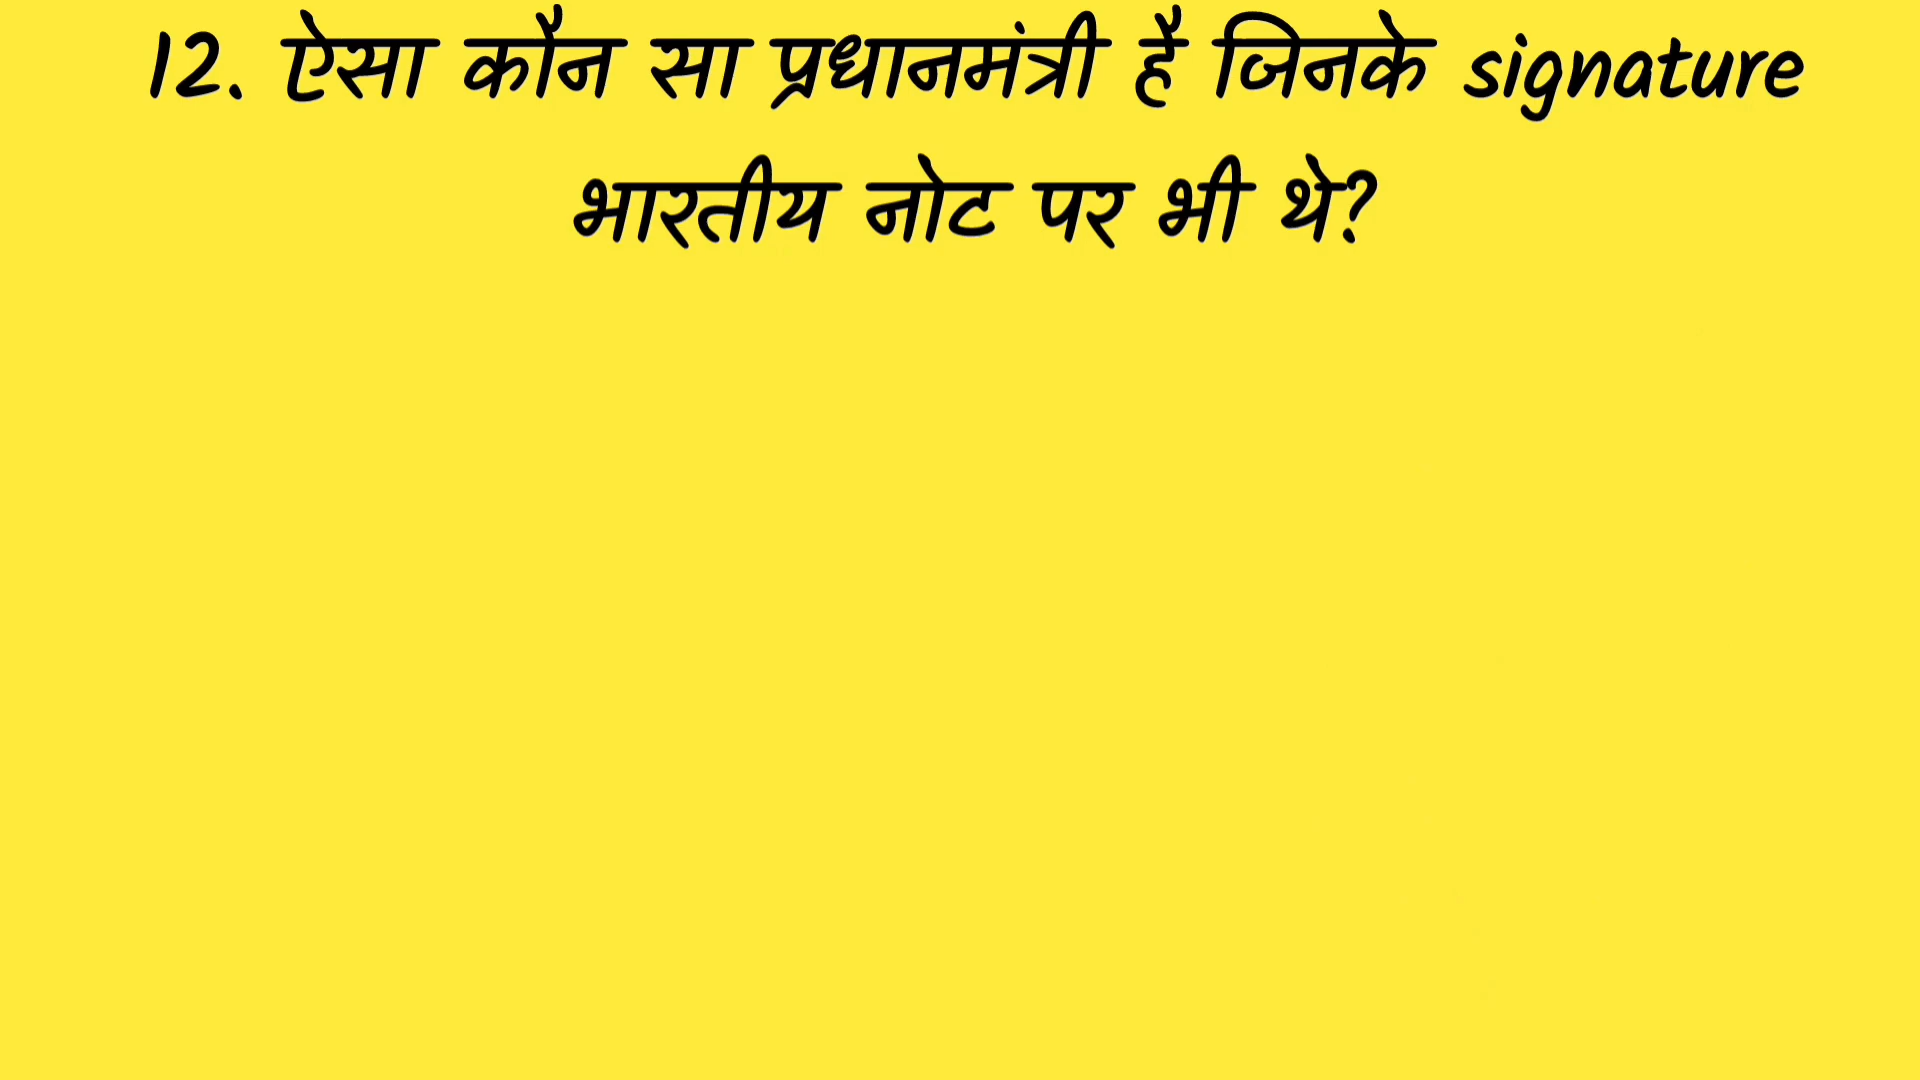 12. ऐसा कौन सा प्रधानमंत्री है जिनके signature
भारतीय नोट पर भी थे?